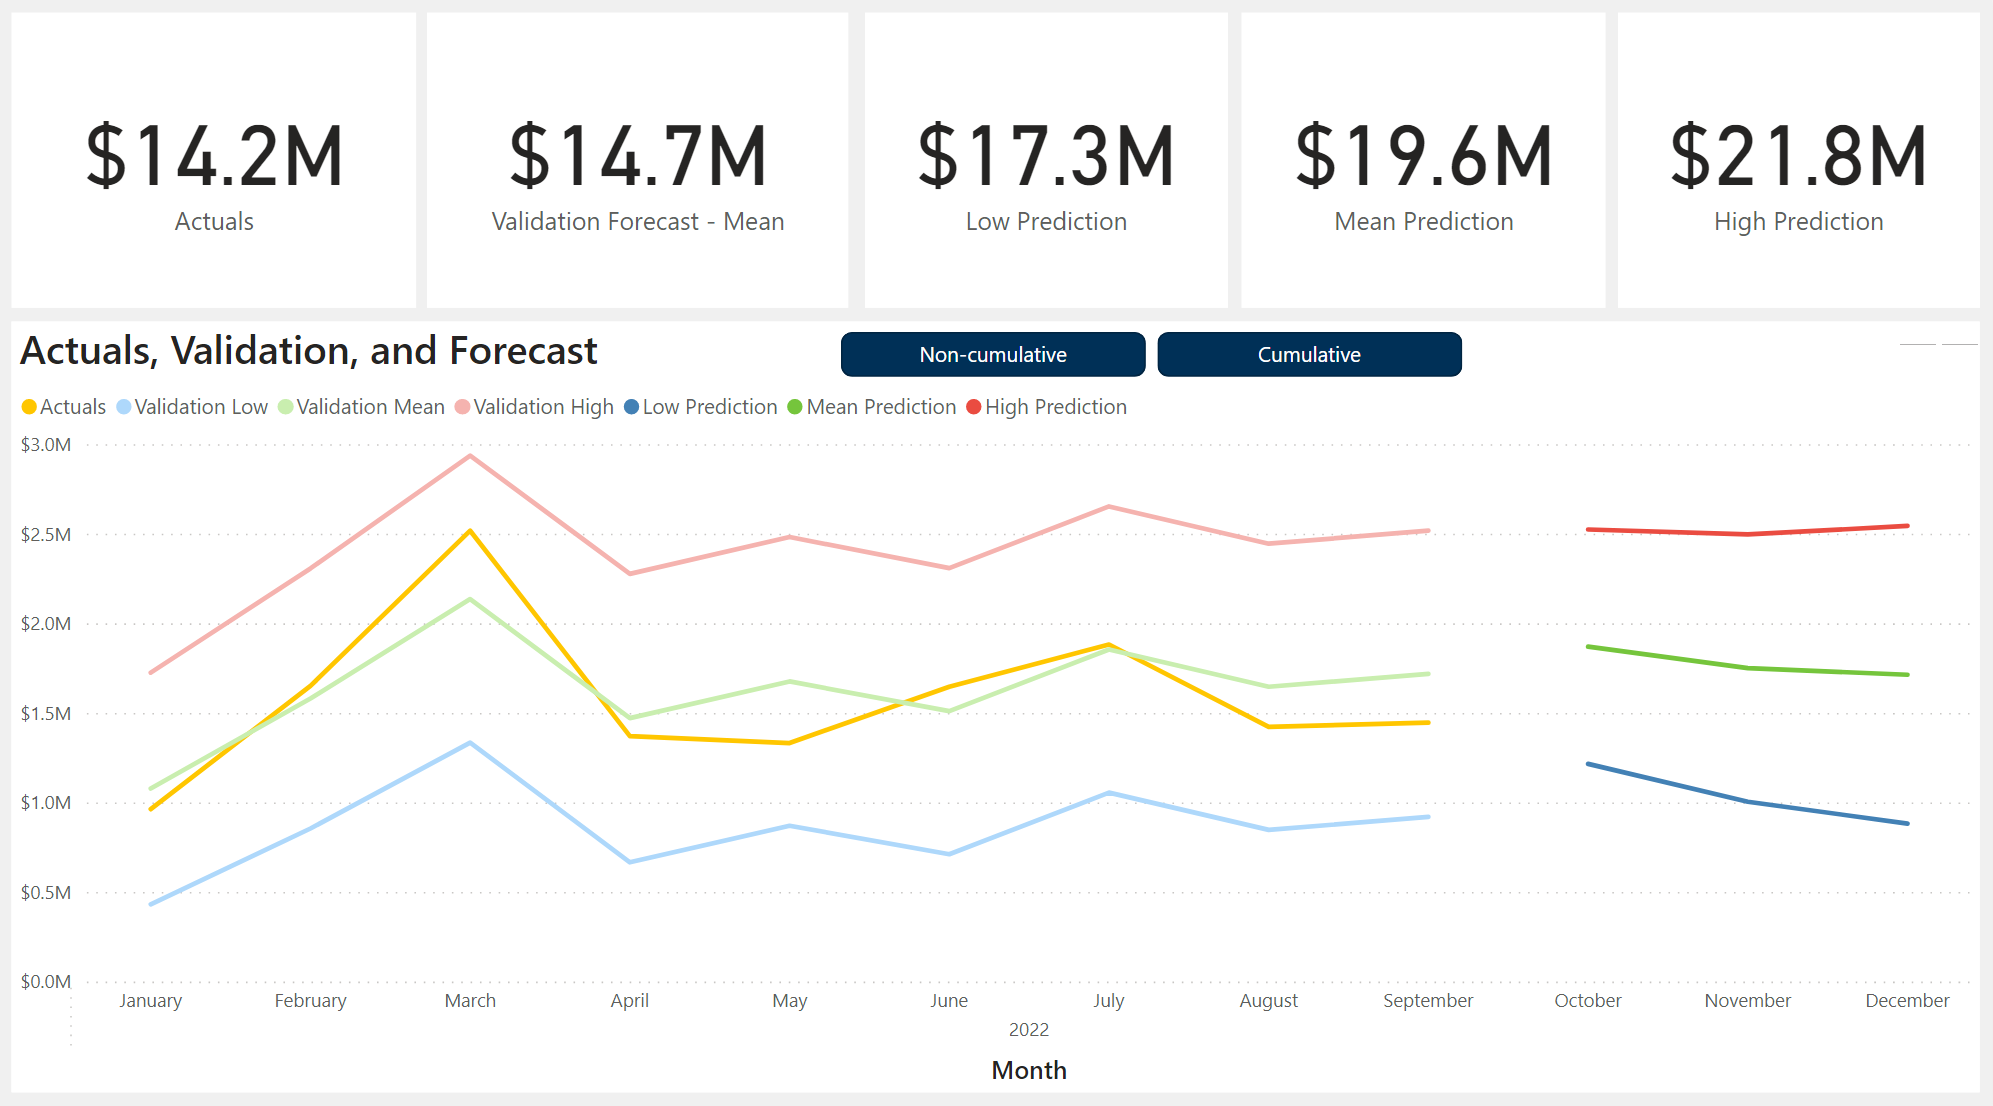 $14.2M
Actuals
$14.7M
Validation Forecast - Mean
$17.3M
Low Prediction
$19.6M
Mean Prediction
$21.8M
High Prediction
Actuals, Validation, and Forecast
Non-cumulative
Cumulative
Actuals Validation Low Validation Mean Validation High Low Prediction Mean Prediction High Prediction
$3.0M
$2.5M
$2.0M
$1.5M
$1.0M
$0.5M
$0.0M
January February March April May June July August September October November December
2022
Month